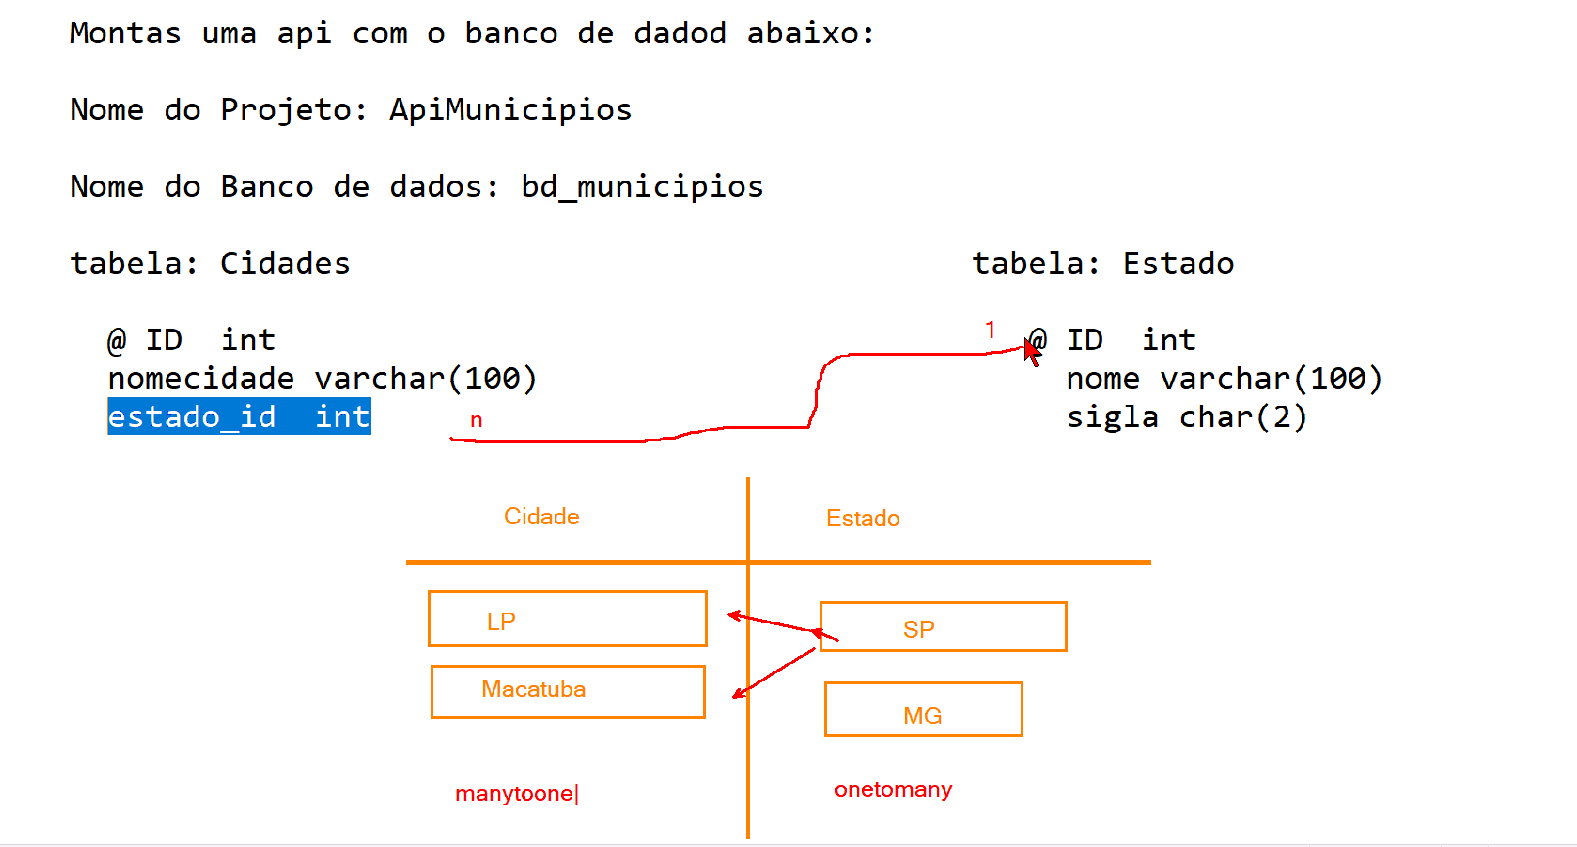 Montas uma api com o banco de dadod abaixo:
Nome do Projeto: ApiMunicipios
Nome do Banco de dados: bd_municipios
tabela: Cidades
@ ID int
nomecidade varchar(100)
estado_id int
n
tabela: Estado
1
@ ID int
nome varchar(100)
sigla char(2)
Cidade
Estado
LP
SP
Macatuba
MG
manytoone
onetomany